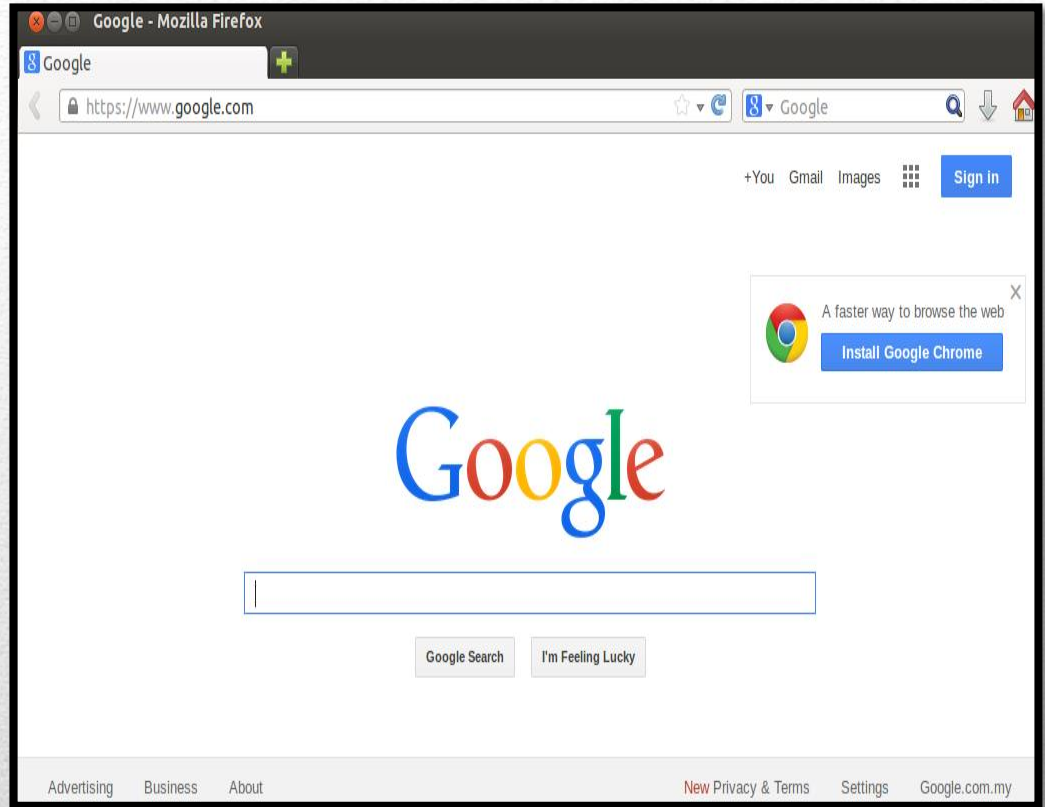 Google - Mozilla Firefox
Google
https://www.google.com
Google
+You Gmail Images Sign in
A faster way to browse the web
Install Google Chrome
Google
Google Search I'm Feeling Lucky
Advertising Business About New Privacy & Terms Settings Google.com.my